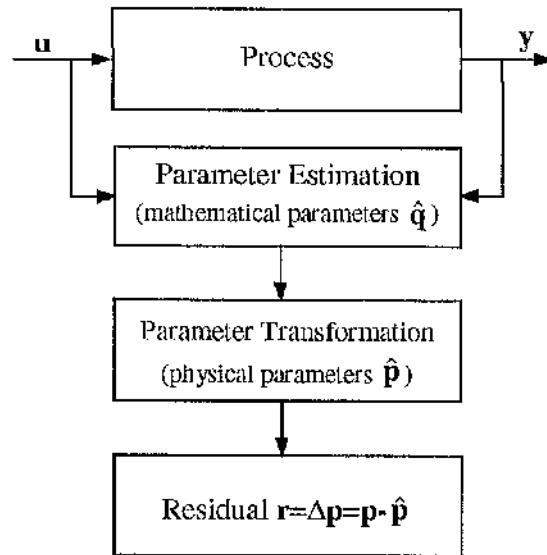 u
y
Process
Parameter Estimation
(mathematical parameters q̂ )
Parameter Transformation
(physical parameters p̂ )
Residual r=Δp=p-p̂